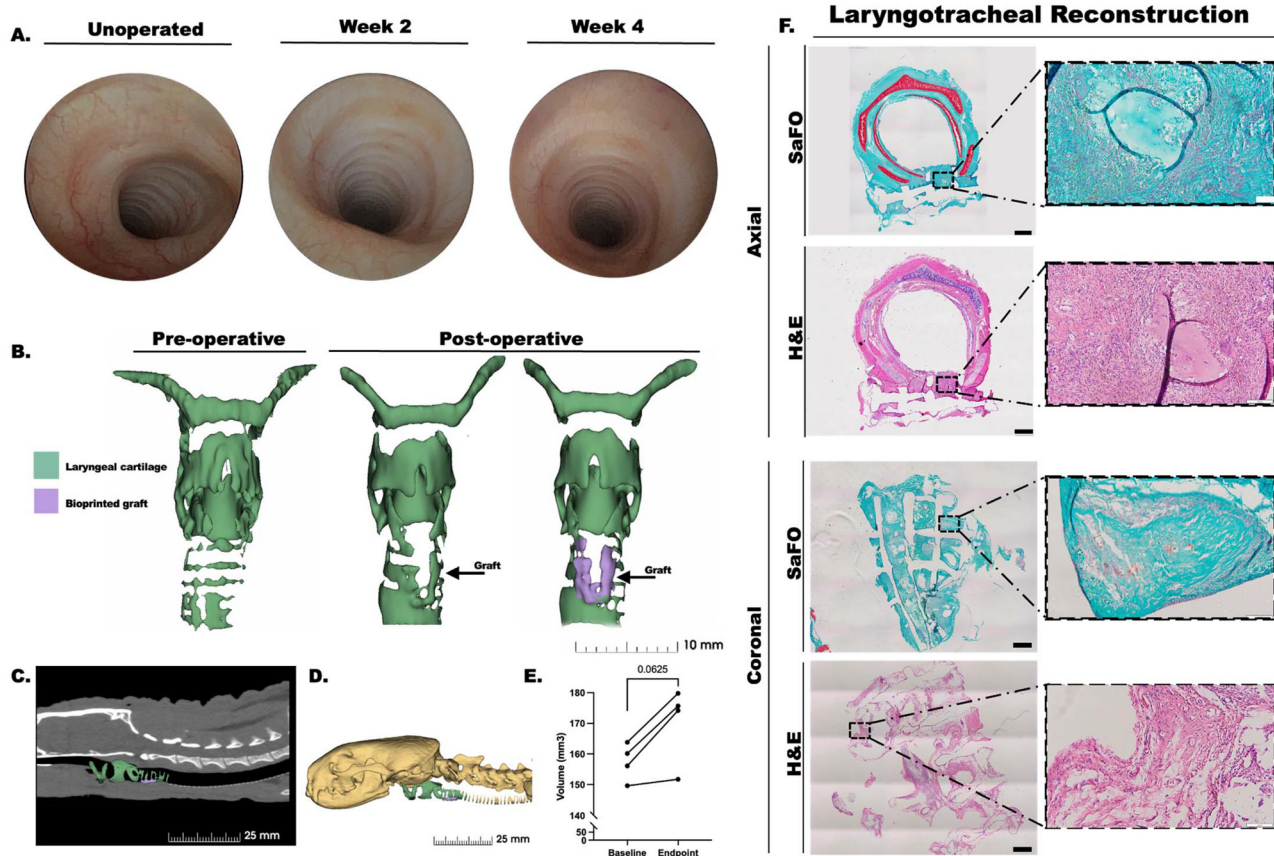 A.
Unoperated
Week 2
Week 4
B.
Pre-operative
Post-operative
Laryngeal cartilage
Bioprinted graft
Graft
Graft
10 mm
C.
25 mm
D.
25 mm
E.
0.0625
Volume (mm3)
180
170
160
150
140
50
0
Baseline
Endpoint
F.
Laryngotracheal Reconstruction
Axial
SaFO
H&E
Coronal
SaFO
H&E